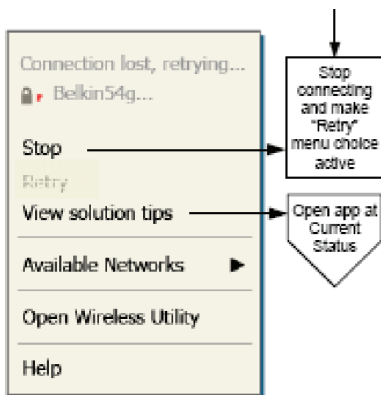 Connection lost, retrying...
Belkin54g...
Stop
Retry
View solution tips
Available Networks
Open Wireless Utility
Help
Stop
connecting
and make
"Retry"
menu choice
active
Open app at
Current
Status